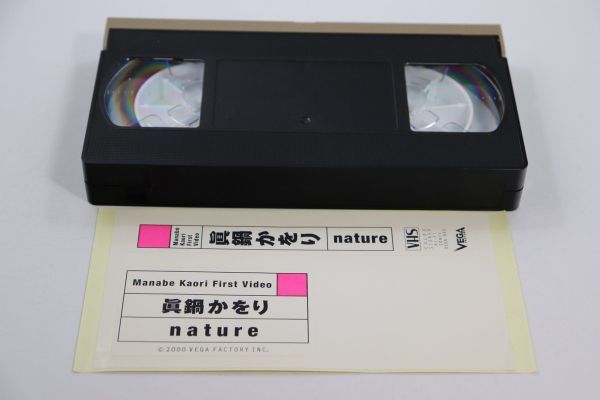 Manabe
Kaori
First
Video
眞鍋かをり
nature
VHS
VEGA
Manabe Kaori First Video
眞鍋かをり
nature
© 2000 VEGA FACTORY INC.